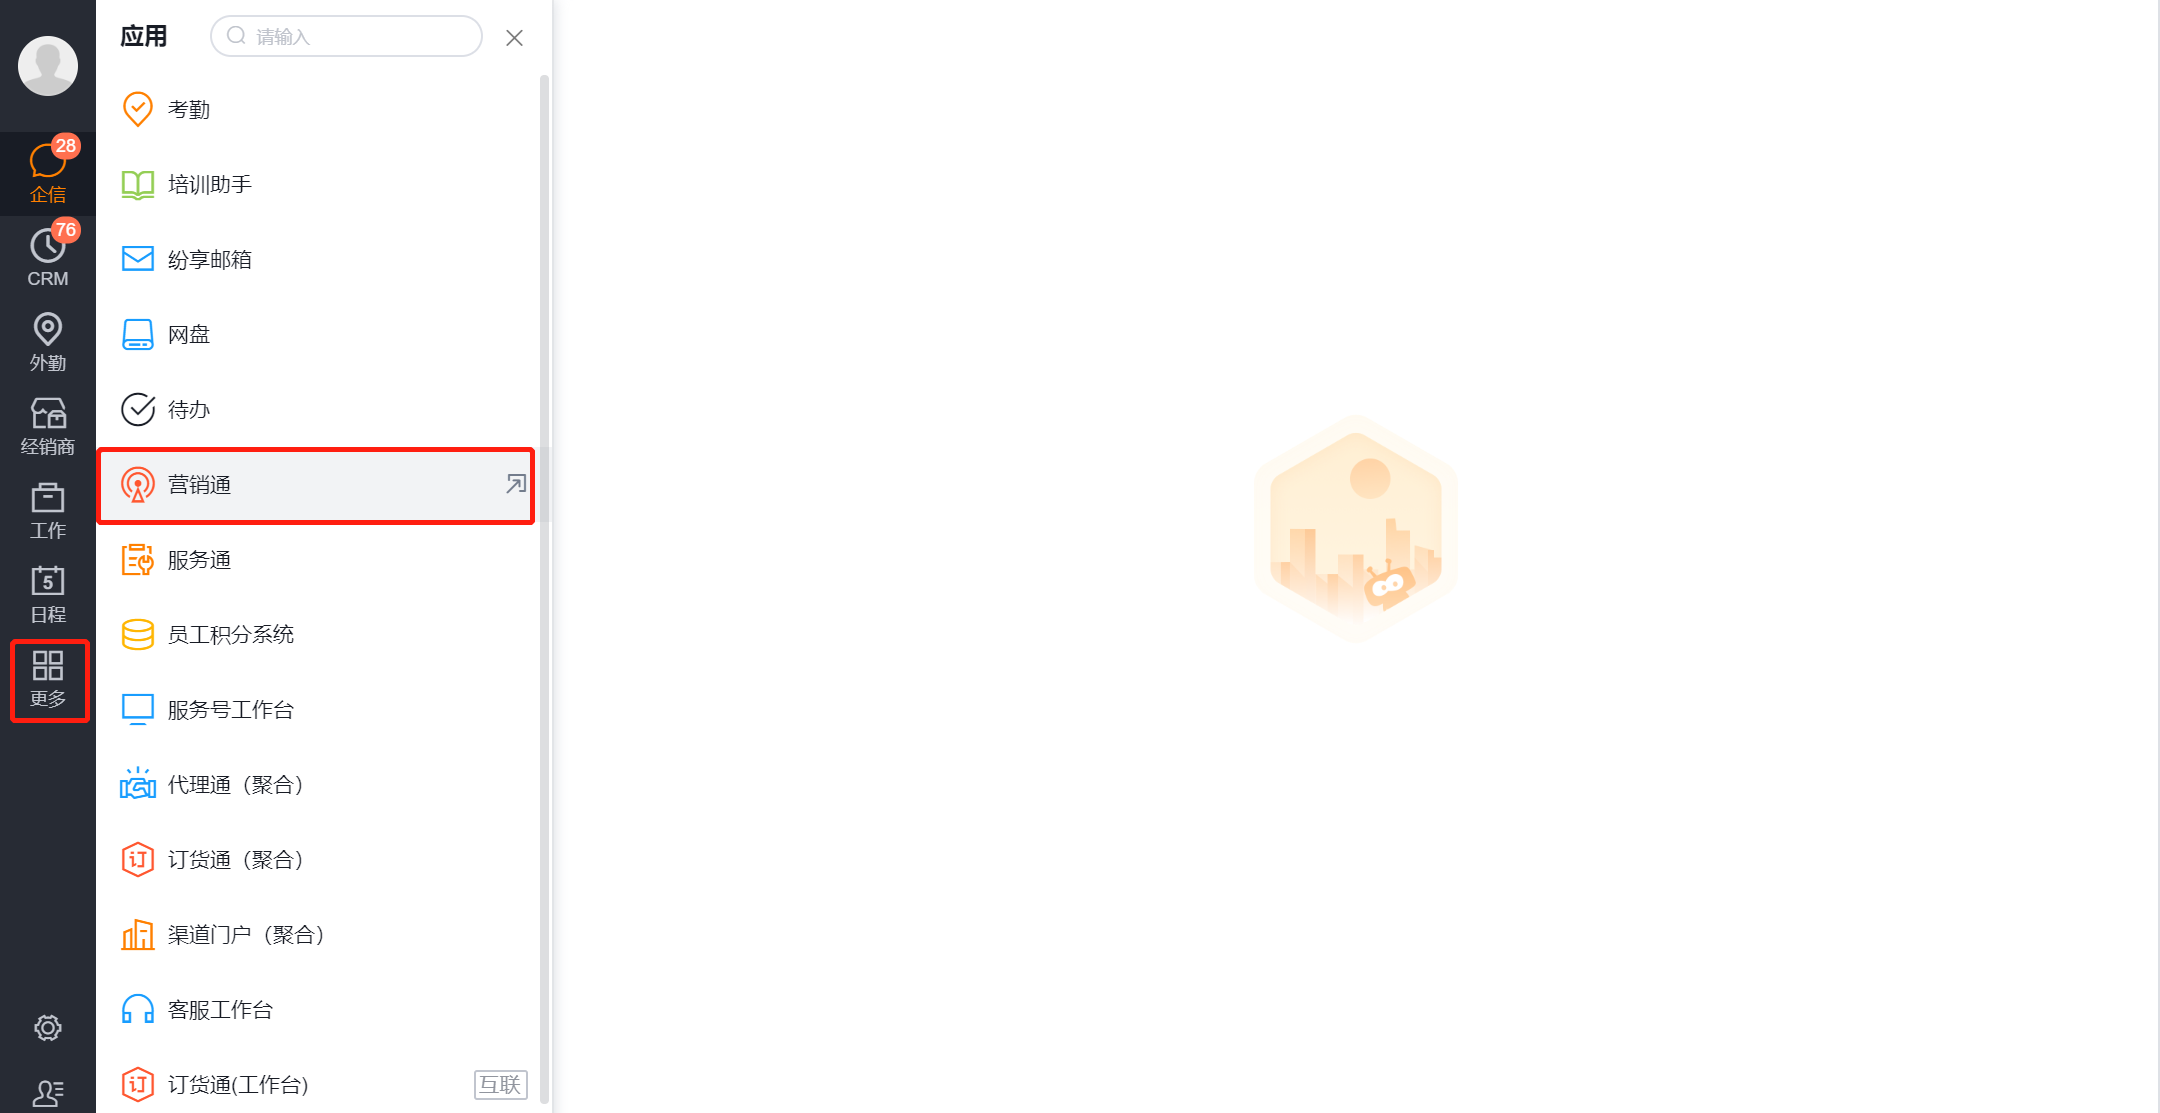 28
企信
76
CRM
外勤
经销商
工作
5
日程
更多
应用
请输入
考勤
培训助手
纷享邮箱
网盘
待办
营销通
服务通
员工积分系统
服务号工作台
代理通（聚合）
订
订货通（聚合）
渠道门户（聚合）
客服工作台
订
订货通(工作台)
互联